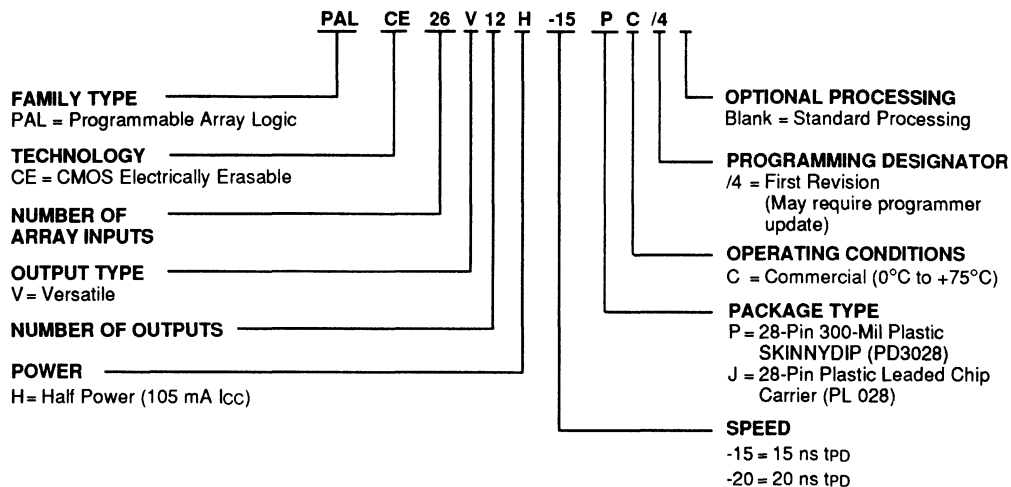 PAL CE 26 V 12 H -15 P C /4
FAMILY TYPE
PAL = Programmable Array Logic
TECHNOLOGY
CE = CMOS Electrically Erasable
NUMBER OF
ARRAY INPUTS
OUTPUT TYPE
V = Versatile
NUMBER OF OUTPUTS
POWER
H = Half Power (105 mA ICC)
OPTIONAL PROCESSING
Blank = Standard Processing
PROGRAMMING DESIGNATOR
/4 = First Revision
(May require programmer
update)
OPERATING CONDITIONS
C = Commercial (0°C to +75°C)
PACKAGE TYPE
P = 28-Pin 300-Mil Plastic
SKINNYDIP (PD3028)
J = 28-Pin Plastic Leaded Chip
Carrier (PL 028)
SPEED
-15 = 15 ns tPD
-20 = 20 ns tPD